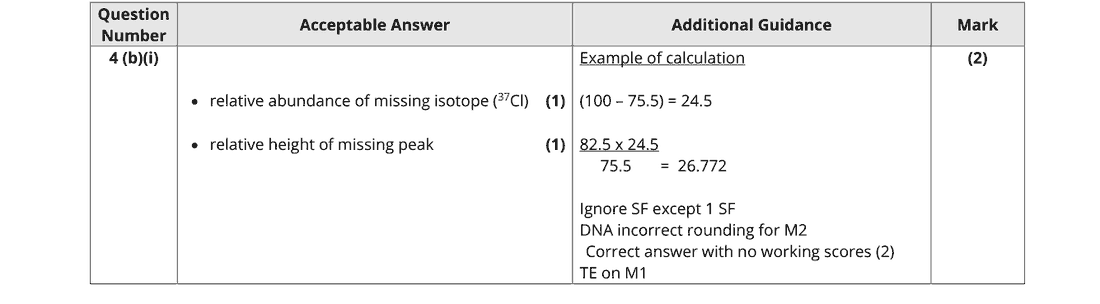 Question Number
Acceptable Answer
Additional Guidance
Mark
4 (b)(i)
Example of calculation
(2)
• relative abundance of missing isotope (³⁷Cl) (1)
(100 – 75.5) = 24.5
• relative height of missing peak (1)
82.5 x 24.5
75.5 = 26.772
Ignore SF except 1 SF
DNA incorrect rounding for M2
Correct answer with no working scores (2)
TE on M1